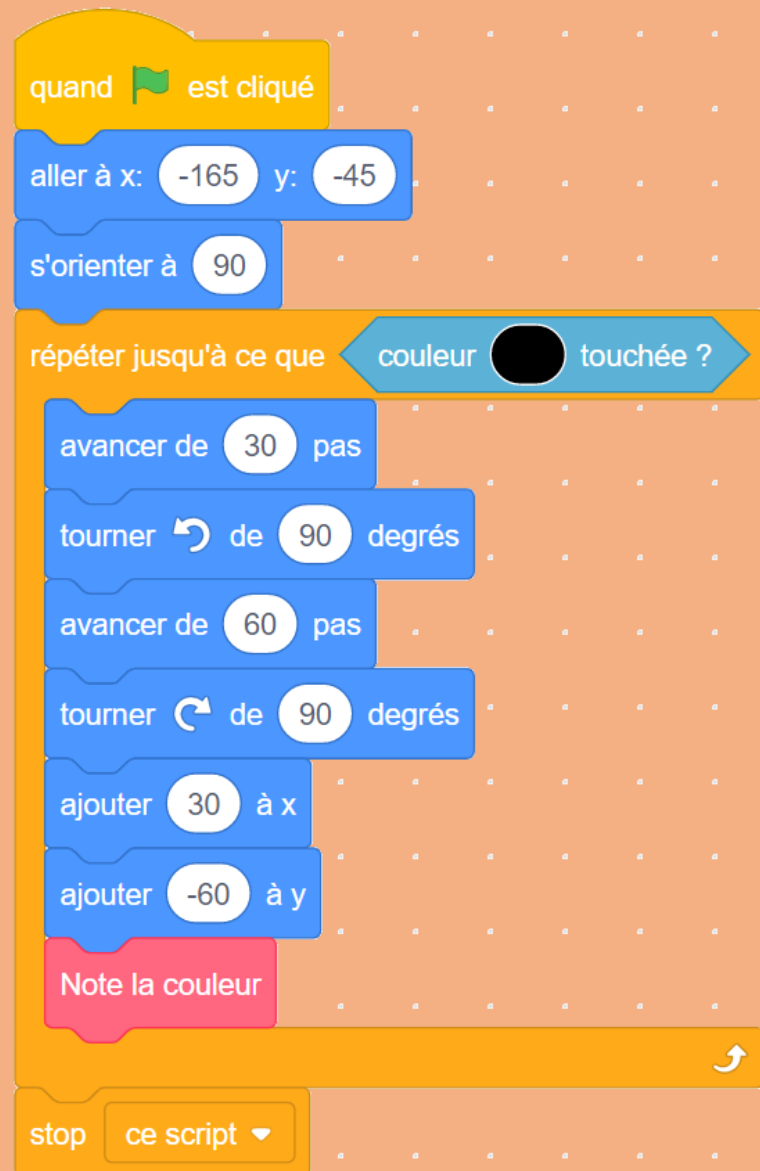 quand est cliqué
aller à x: -165 y: -45
s'orienter à 90
répéter jusqu'à ce que couleur touchée ?
avancer de 30 pas
tourner de 90 degrés
avancer de 60 pas
tourner de 90 degrés
ajouter 30 à x
ajouter -60 à y
Note la couleur
stop ce script